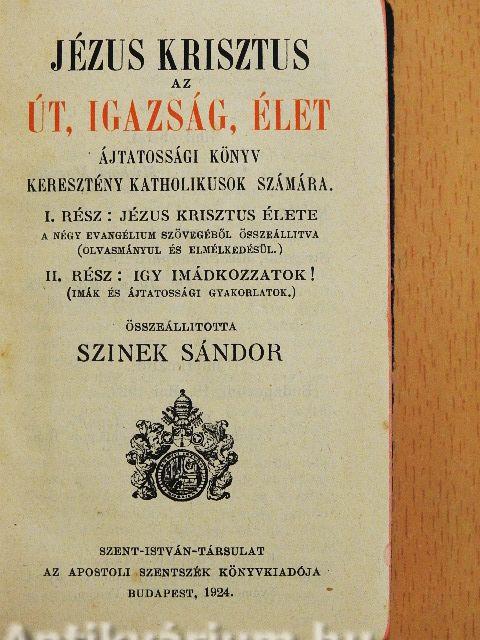 JÉZUS KRISZTUS
AZ
ÚT, IGAZSÁG, ÉLET
ÁJTATOSSÁGI KÖNYV
KERESZTÉNY KATHOLIKUSOK SZÁMÁRA.
I. RÉSZ: JÉZUS KRISZTUS ÉLETE
A NÉGY EVANGÉLIUM SZÖVEGÉBŐL ÖSSZEÁLLITVA
(OLVASMÁNYUL ÉS ELMÉLKEDÉSÜL.)
II. RÉSZ: IGY IMÁDKOZZATOK!
(IMÁK ÉS ÁJTATOSSÁGI GYAKORLATOK.)
ÖSSZEÁLLITOTTA
SZINEK SÁNDOR
SZENT-ISTVÁN-TÁRSULAT
AZ APOSTOLI SZENTSZÉK KÖNYVKIADÓJA
BUDAPEST, 1924.
Antikvárium.hu